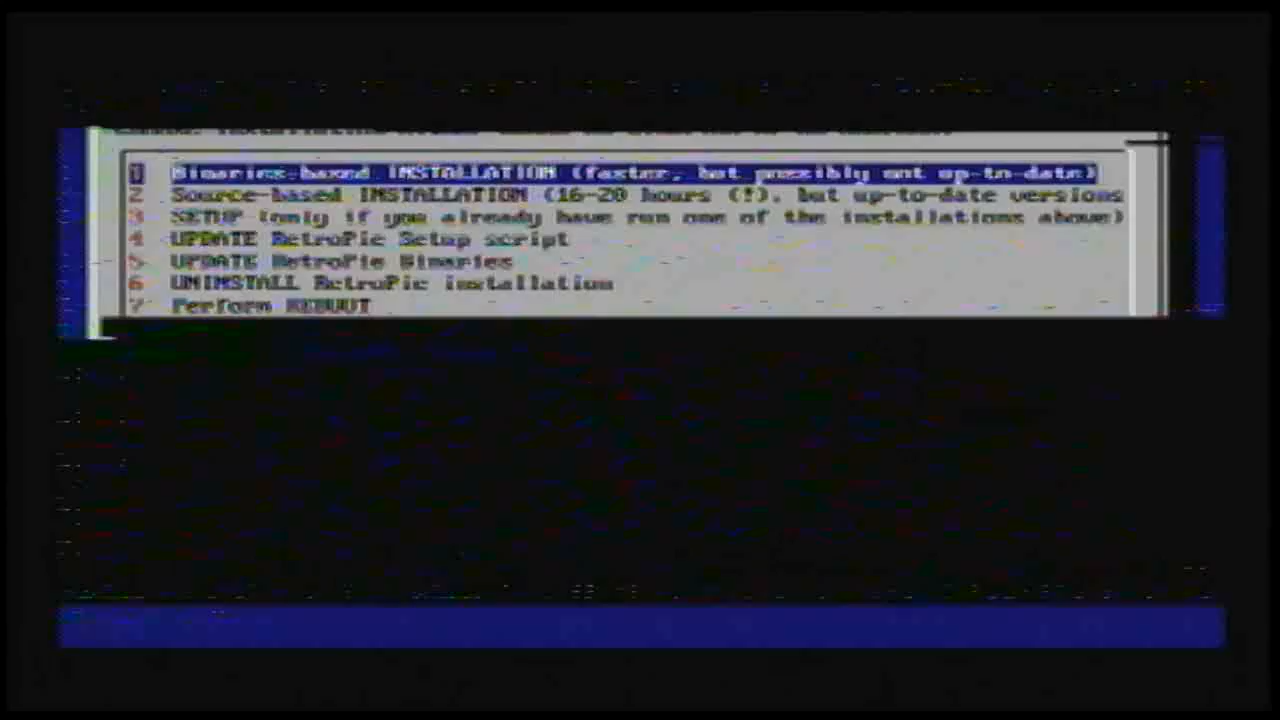 1 Binaries-based INSTALLATION (faster, but possibly not up-to-date)
2 Source-based INSTALLATION (16-20 hours (!), but up-to-date versions
3 SETUP (only if you already have run one of the installations above)
4 UPDATE RetroPie Setup script
5 UPDATE RetroPie Binaries
6 UNINSTALL RetroPie installation
7 Perform REBOOT